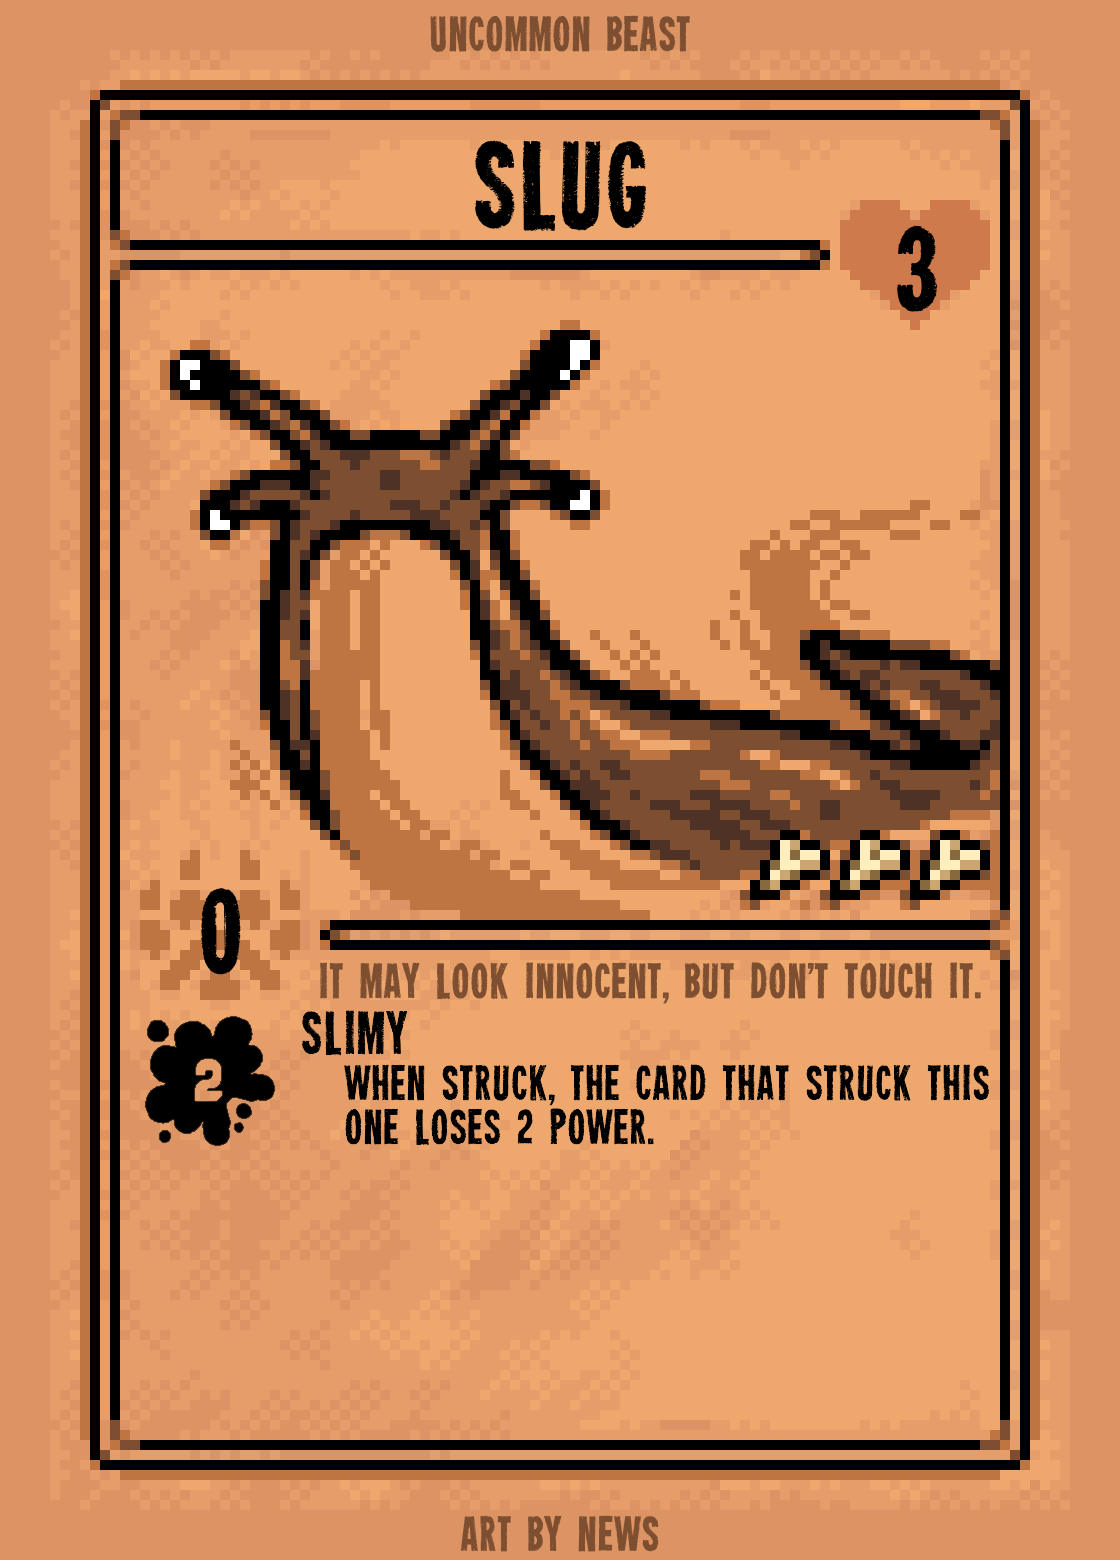 UNCOMMON BEAST
SLUG
3
0
IT MAY LOOK INNOCENT, BUT DON'T TOUCH IT.
SLIMY
2
WHEN STRUCK, THE CARD THAT STRUCK THIS
ONE LOSES 2 POWER.
ART BY NEWS